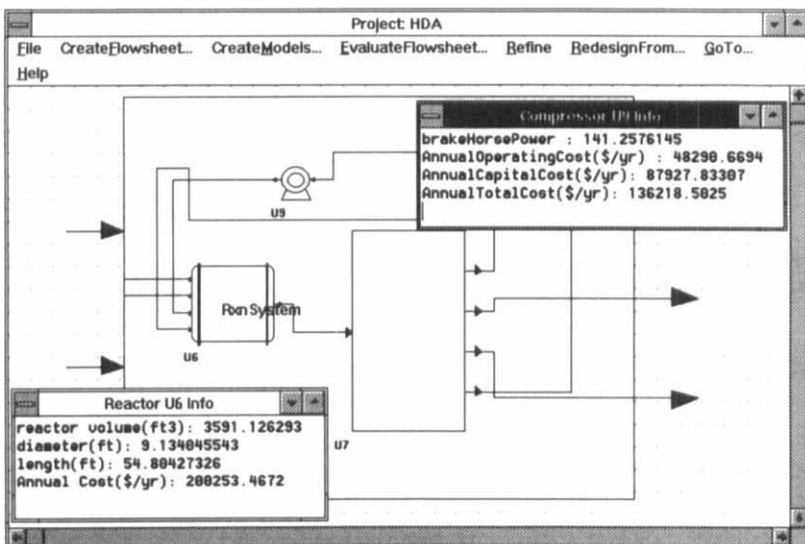 Project: HDA
File CreateFlowsheet... CreateModels... EvaluateFlowsheet... Refine RedesignFrom... GoTo...
Help
Compressor U9 Info
brakeHorsePower : 141.2576145
AnnualOperatingCost($/yr) : 48290.6694
AnnualCapitalCost($/yr): 87927.83307
AnnualTotalCost($/yr): 136218.5025
U9
Rxn System
U6
U7
Reactor U6 Info
reactor volume(ft3): 3591.126293
diameter(ft): 9.134045543
length(ft): 54.80427326
Annual Cost($/yr): 200253.4672